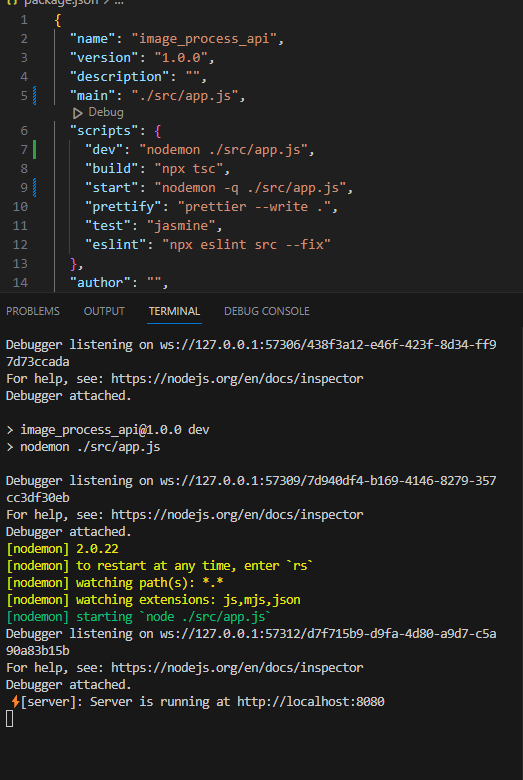 package.json > ...
1 {
2 "name": "image_process_api",
3 "version": "1.0.0",
4 "description": "",
5 "main": "./src/app.js",
Debug
6 "scripts": {
7 "dev": "nodemon ./src/app.js",
8 "build": "npx tsc",
9 "start": "nodemon -q ./src/app.js",
10 "prettify": "prettier --write .",
11 "test": "jasmine",
12 "eslint": "npx eslint src --fix"
13 },
14 "author": "",
PROBLEMS OUTPUT TERMINAL DEBUG CONSOLE
Debugger listening on ws://127.0.0.1:57306/438f3a12-e46f-423f-8d34-ff9
7d73ccada
For help, see: https://nodejs.org/en/docs/inspector
Debugger attached.
> image_process_api@1.0.0 dev
> nodemon ./src/app.js
Debugger listening on ws://127.0.0.1:57309/7d940df4-b169-4146-8279-357
cc3df30eb
For help, see: https://nodejs.org/en/docs/inspector
Debugger attached.
[nodemon] 2.0.22
[nodemon] to restart at any time, enter `rs`
[nodemon] watching path(s): *.*
[nodemon] watching extensions: js,mjs,json
[nodemon] starting `node ./src/app.js`
Debugger listening on ws://127.0.0.1:57312/d7f715b9-d9fa-4d80-a9d7-c5a
90a83b15b
For help, see: https://nodejs.org/en/docs/inspector
Debugger attached.
⚡[server]: Server is running at http://localhost:8080